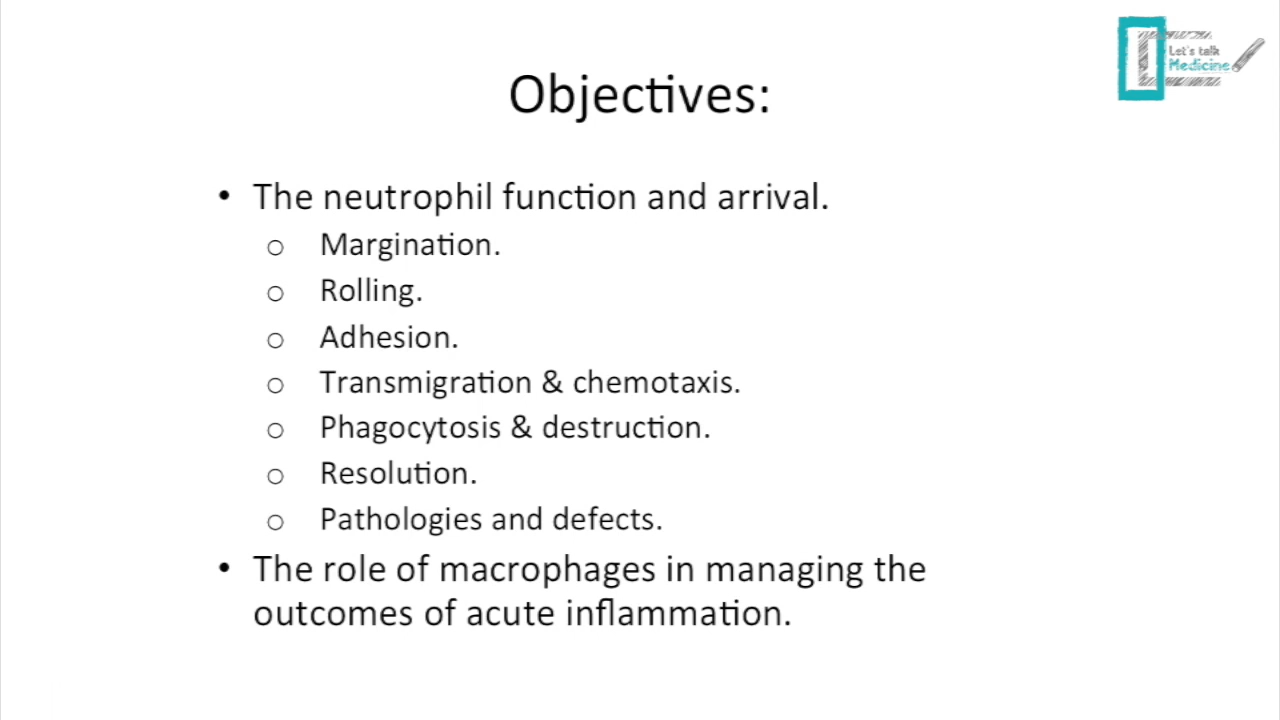 Let's talk
Medicine
Objectives:
• The neutrophil function and arrival.
o Margination.
o Rolling.
o Adhesion.
o Transmigration & chemotaxis.
o Phagocytosis & destruction.
o Resolution.
o Pathologies and defects.
• The role of macrophages in managing the
outcomes of acute inflammation.